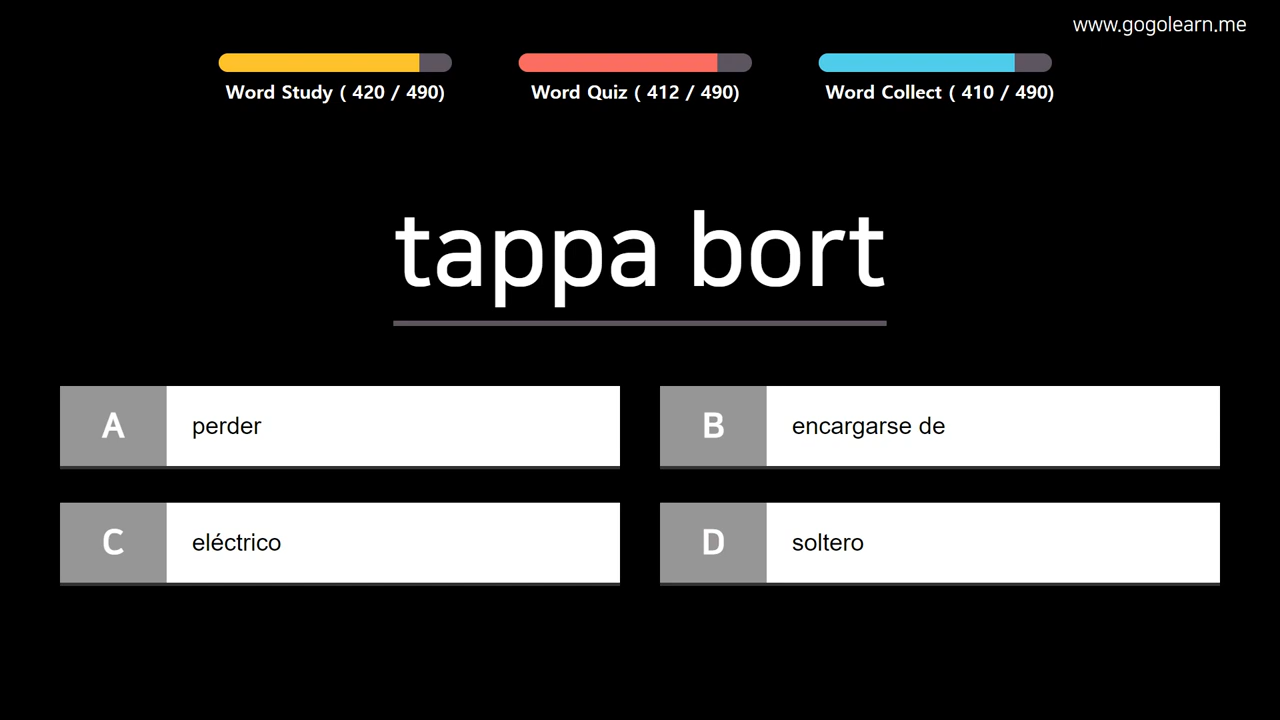 www.gogolearn.me
Word Study ( 420 / 490)
Word Quiz ( 412 / 490)
Word Collect ( 410 / 490)
tappa bort
A perder
B encargarse de
C eléctrico
D soltero